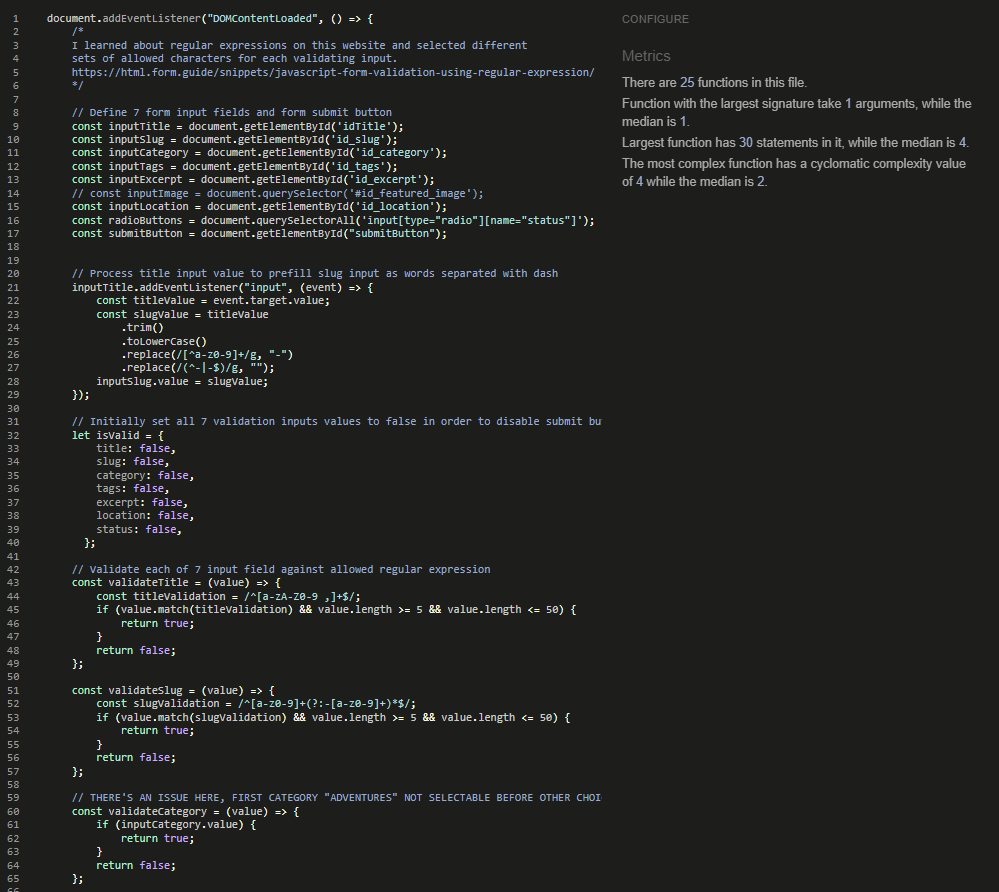 1 document.addEventListener("DOMContentLoaded", () => {
2 /*
3 I learned about regular expressions on this website and selected different
4 sets of allowed characters for each validating input.
5 https://html.form.guide/snippets/javascript-form-validation-using-regular-expression/
6 */
7
8 // Define 7 form input fields and form submit button
9 const inputTitle = document.getElementById('idTitle');
10 const inputSlug = document.getElementById('id_slug');
11 const inputCategory = document.getElementById('id_category');
12 const inputTags = document.getElementById('id_tags');
13 const inputExcerpt = document.getElementById('id_excerpt');
14 // const inputImage = document.querySelector('#id_featured_image');
15 const inputLocation = document.getElementById('id_location');
16 const radioButtons = document.querySelectorAll('input[type="radio"][name="status"]');
17 const submitButton = document.getElementById("submitButton");
18
19
20 // Process title input value to prefill slug input as words separated with dash
21 inputTitle.addEventListener("input", (event) => {
22 const titleValue = event.target.value;
23 const slugValue = titleValue
24 .trim()
25 .toLowerCase()
26 .replace(/[^a-z0-9]+/g, "-")
27 .replace(/(^-|-$)/g, "");
28 inputSlug.value = slugValue;
29 });
30
31 // Initially set all 7 validation inputs values to false in order to disable submit bu
32 let isValid = {
33 title: false,
34 slug: false,
35 category: false,
36 tags: false,
37 excerpt: false,
38 location: false,
39 status: false,
40 };
41
42 // Validate each of 7 input field against allowed regular expression
43 const validateTitle = (value) => {
44 const titleValidation = /^[a-zA-Z0-9 ,]+$/;
45 if (value.match(titleValidation) && value.length >= 5 && value.length <= 50) {
46 return true;
47 }
48 return false;
49 };
50
51 const validateSlug = (value) => {
52 const slugValidation = /^[a-z0-9]+(?:-[a-z0-9]+)*$/;
53 if (value.match(slugValidation) && value.length >= 5 && value.length <= 50) {
54 return true;
55 }
56 return false;
57 };
58
59 // THERE'S AN ISSUE HERE, FIRST CATEGORY "ADVENTURES" NOT SELECTABLE BEFORE OTHER CHOI
60 const validateCategory = (value) => {
61 if (inputCategory.value) {
62 return true;
63 }
64 return false;
65 };
CONFIGURE
Metrics
There are 25 functions in this file.
Function with the largest signature take 1 arguments, while the
median is 1.
Largest function has 30 statements in it, while the median is 4.
The most complex function has a cyclomatic complexity value
of 4 while the median is 2.